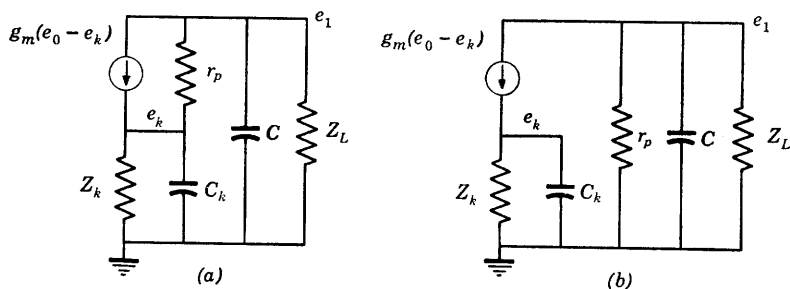 g_m(e_0 − e_k)
e_1
r_p
e_k
C
Z_L
Z_k
C_k
(a)
g_m(e_0 − e_k)
e_1
e_k
r_p
C
Z_L
Z_k
C_k
(b)